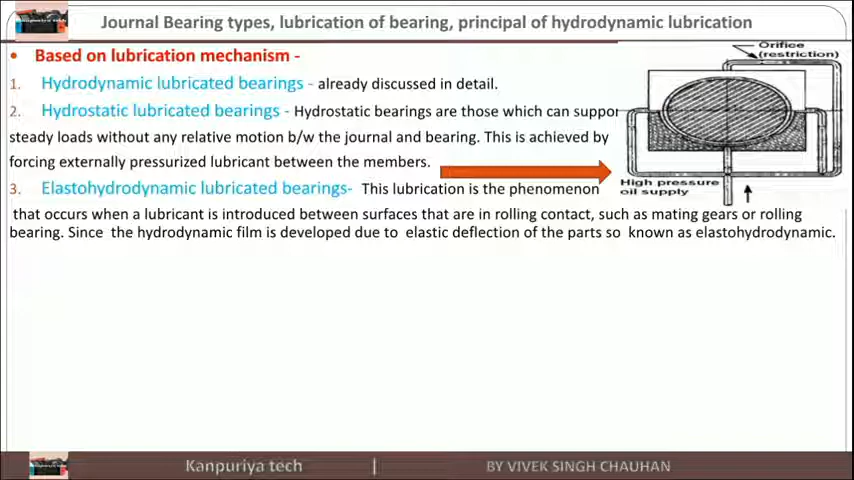 Journal Bearing types, lubrication of bearing, principal of hydrodynamic lubrication
• Based on lubrication mechanism -
1. Hydrodynamic lubricated bearings - already discussed in detail.
2. Hydrostatic lubricated bearings - Hydrostatic bearings are those which can suppor
steady loads without any relative motion b/w the journal and bearing. This is achieved by
forcing externally pressurized lubricant between the members.
3. Elastohydrodynamic lubricated bearings- This lubrication is the phenomenon
that occurs when a lubricant is introduced between surfaces that are in rolling contact, such as mating gears or rolling
bearing. Since the hydrodynamic film is developed due to elastic deflection of the parts so known as elastohydrodynamic.
Orifice
(restriction)
High pressure
oil supply
Kanpuriya tech | BY VIVEK SINGH CHAUHAN